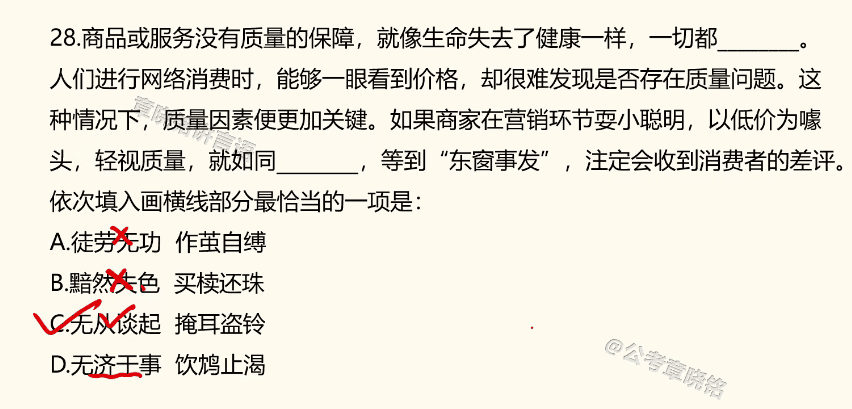 28.商品或服务没有质量的保障，就像生命失去了健康一样，一切都________。
人们进行网络消费时，能够一眼看到价格，却很难发现是否存在质量问题。这
种情况下，质量因素便更加关键。如果商家在营销环节耍小聪明，以低价为噱
头，轻视质量，就如同________，等到“东窗事发”，注定会收到消费者的差评。
依次填入画横线部分最恰当的一项是：
A.徒劳无功 作茧自缚
B.黯然失色 买椟还珠
C.无从谈起 掩耳盗铃
D.无济于事 饮鸩止渴
@公考章晓铭